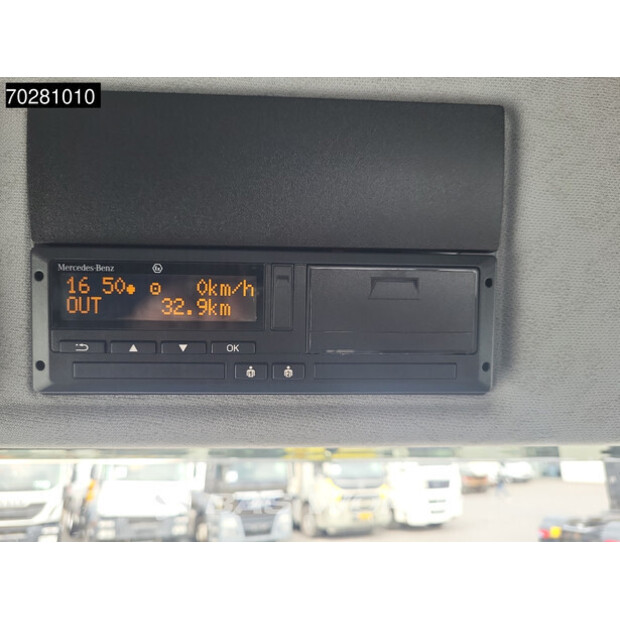 70281010
Mercedes-Benz
16 50 0km/h
OUT 32.9km
OK